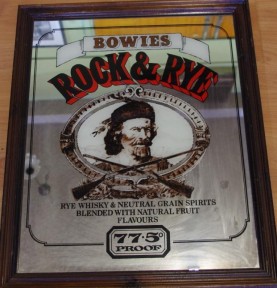 BOWIES
ROCK & RYE
RYE WHISKY & NEUTRAL GRAIN SPIRITS
BLENDED WITH NATURAL FRUIT
FLAVOURS
77·5°
PROOF